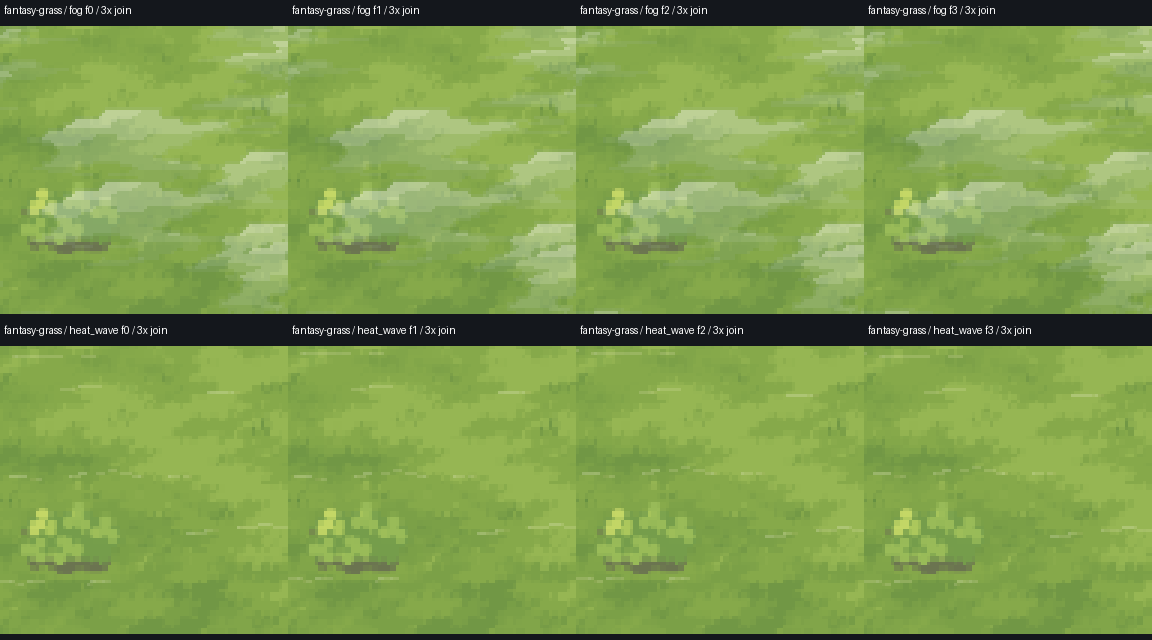 fantasy-grass / fog f0 / 3x join
fantasy-grass / fog f1 / 3x join
fantasy-grass / fog f2 / 3x join
fantasy-grass / fog f3 / 3x join
fantasy-grass / heat_wave f0 / 3x join
fantasy-grass / heat_wave f1 / 3x join
fantasy-grass / heat_wave f2 / 3x join
fantasy-grass / heat_wave f3 / 3x join